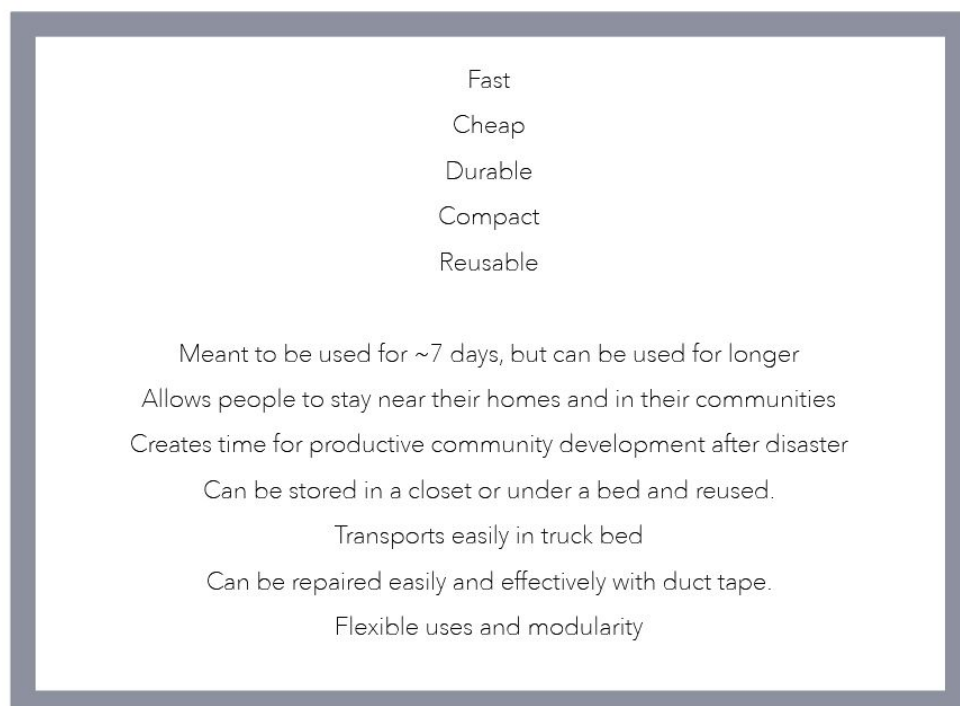 Fast
Cheap
Durable
Compact
Reusable
Meant to be used for ~7 days, but can be used for longer
Allows people to stay near their homes and in their communities
Creates time for productive community development after disaster
Can be stored in a closet or under a bed and reused.
Transports easily in truck bed
Can be repaired easily and effectively with duct tape.
Flexible uses and modularity